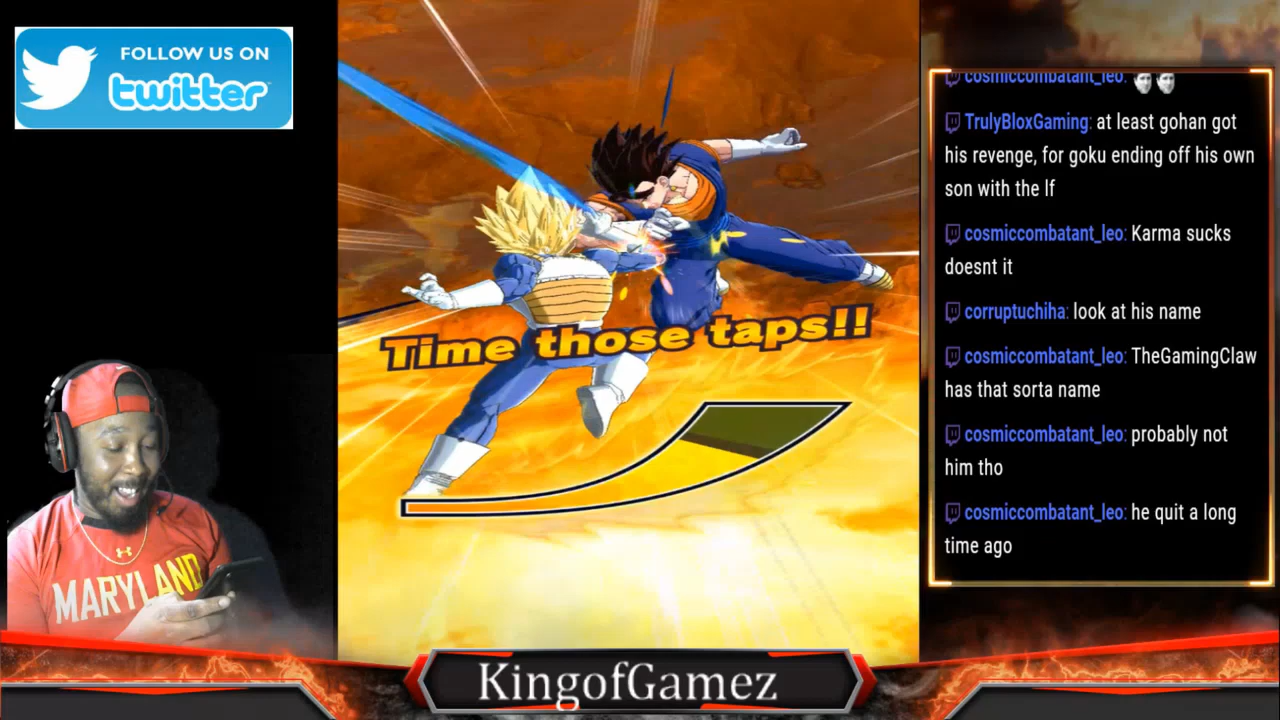 FOLLOW US ON
twitter
cosmiccombatant_leo:
TrulyBloxGaming: at least gohan got
his revenge, for goku ending off his own
son with the lf
cosmiccombatant_leo: Karma sucks
doesnt it
corruptuchiha: look at his name
cosmiccombatant_leo: TheGamingClaw
has that sorta name
cosmiccombatant_leo: probably not
him tho
cosmiccombatant_leo: he quit a long
time ago
Time those taps!!
MARYLAND
KingofGamez